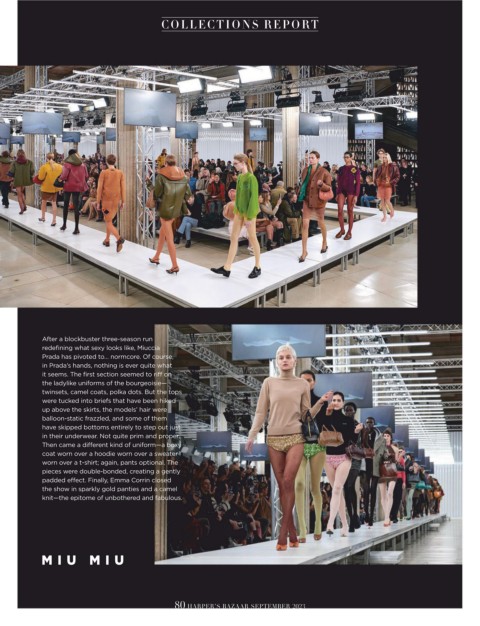 COLLECTIONS REPORT
After a blockbuster three-season run
redefining what sexy looks like, Miuccia
Prada has pivoted to... normcore. Of course,
in Prada's hands, nothing is ever quite what
it seems. The first section seemed to riff on
the ladylike uniforms of the bourgeoisie—
twinsets, camel coats, polka dots. But the tops
were tucked into briefs that have been hiked
up above the skirts, the models' hair were
balloon-static frazzled, and some of them
have skipped bottoms entirely to step out just
in their underwear. Not quite prim and proper.
Then came a different kind of uniform—a boxy
coat worn over a hoodie worn over a sweater
worn over a t-shirt; again, pants optional. The
pieces were double-bonded, creating a gently
padded effect. Finally, Emma Corrin closed
the show in sparkly gold panties and a camel
knit—the epitome of unbothered and fabulous.
MIU MIU
80 HARPER'S BAZAAR SEPTEMBER 2023